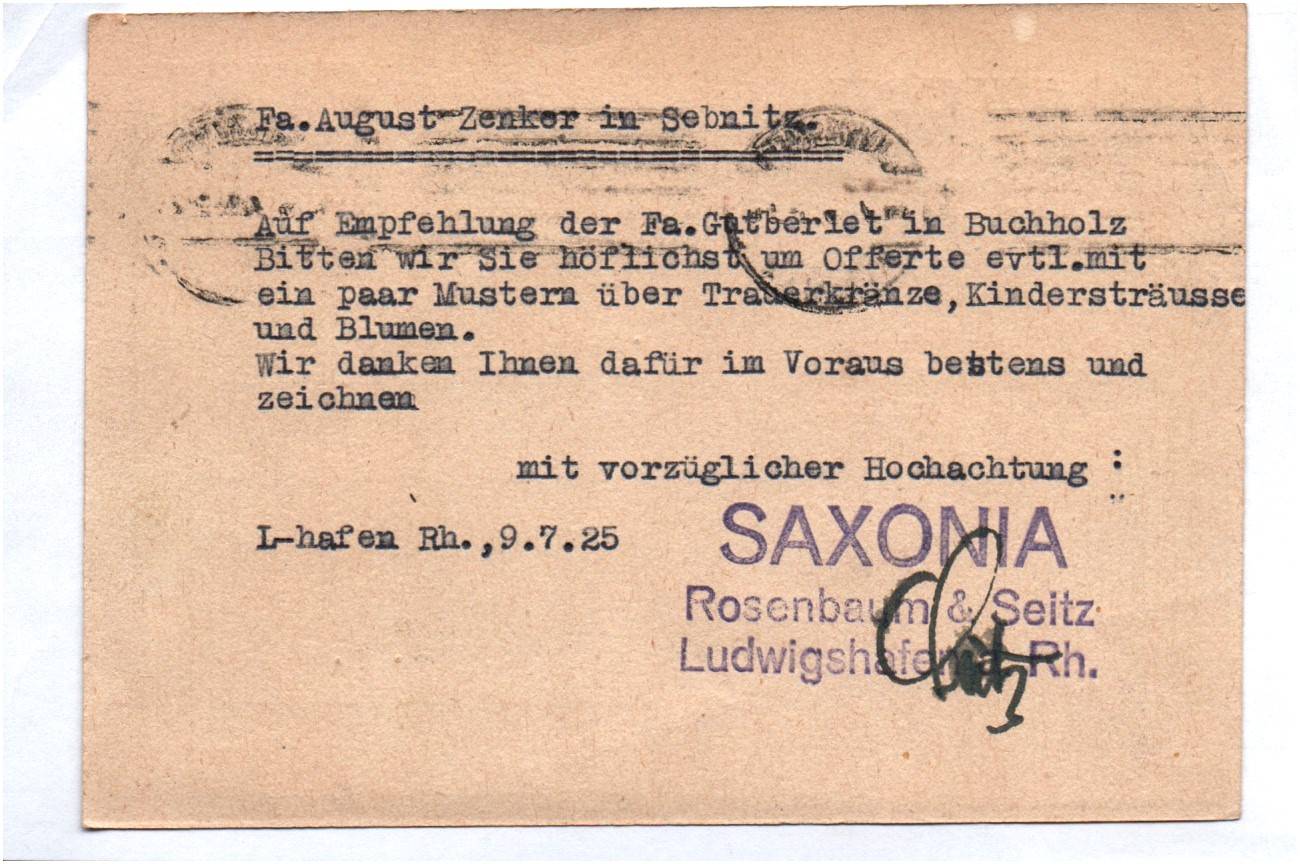 Fa.August Zenker in Sebnitz.
Auf Empfehlung der Fa.Gutberlet in Buchholz
Bitten wir Sie höflichst um Offerte evtl.mit
ein paar Mustern über Trauerkränze,Kindersträusse
und Blumen.
Wir danken Ihnen dafür im Voraus bestens und
zeichnen
mit vorzüglicher Hochachtung :
L-hafen Rh.,9.7.25
SAXONIA
Rosenbaum & Seitz
Ludwigshafen a. Rh.
Seitz